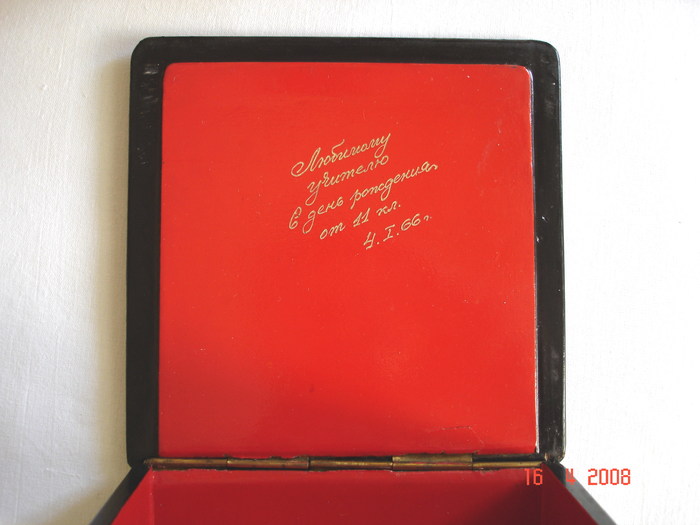 Любимому
учителю
в день рождения
от 11 кл.
4.I.66 г.
16 4 2008